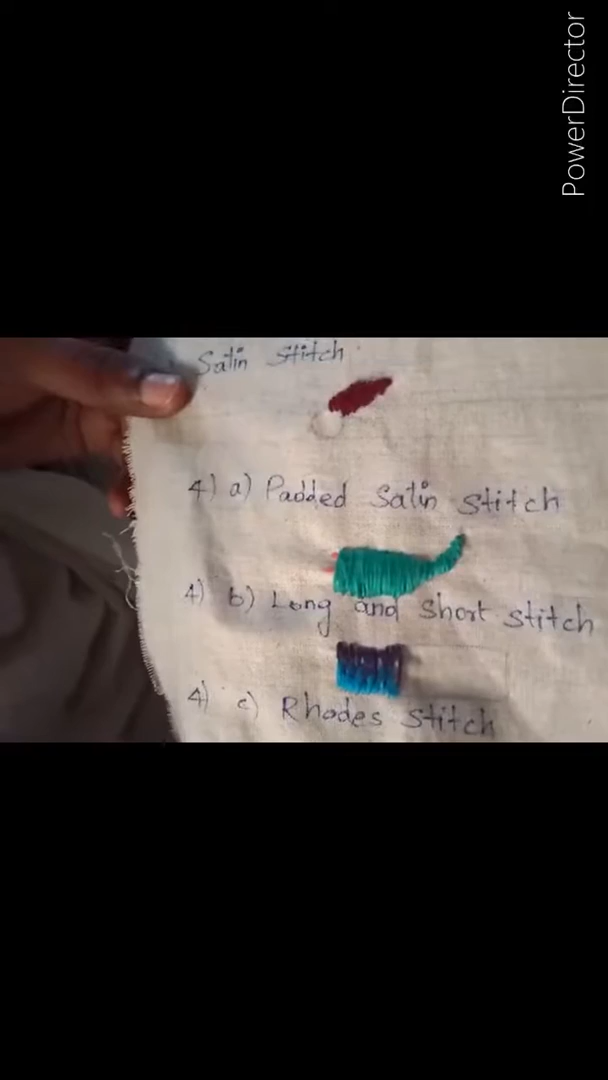 PowerDirector
Satin stitch
4) a) Padded Satin stitch
4) b) Long and short stitch
4) c) Rhodes stitch